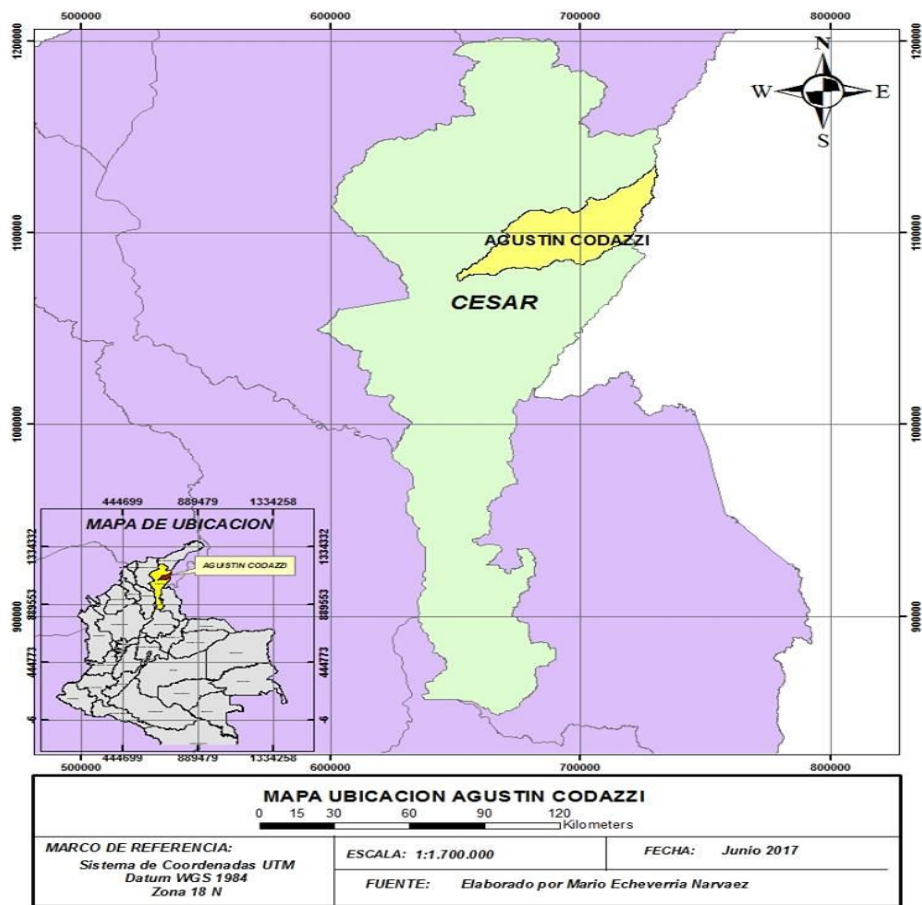 500000 600000 700000 800000
1200000 1200000
N
W E
S
1100000 1100000
AGUSTIN CODAZZI
CESAR
1000000 1000000
444699 889479 1334258
MAPA DE UBICACION
1334332 1334332
AGUISTIN CODAZZI
900000 889553 889553 900000
444773 444773
-6 -6
889479 1334258
500000 600000 700000 800000
MAPA UBICACION AGUSTIN CODAZZI
0 15 30 60 90 120
Kilometers
MARCO DE REFERENCIA:
Sistema de Coordenadas UTM
Datum WGS 1984
Zona 18 N
ESCALA: 1:1.700.000
FECHA: Junio 2017
FUENTE: Elaborado por Mario Echeverria Narvaez